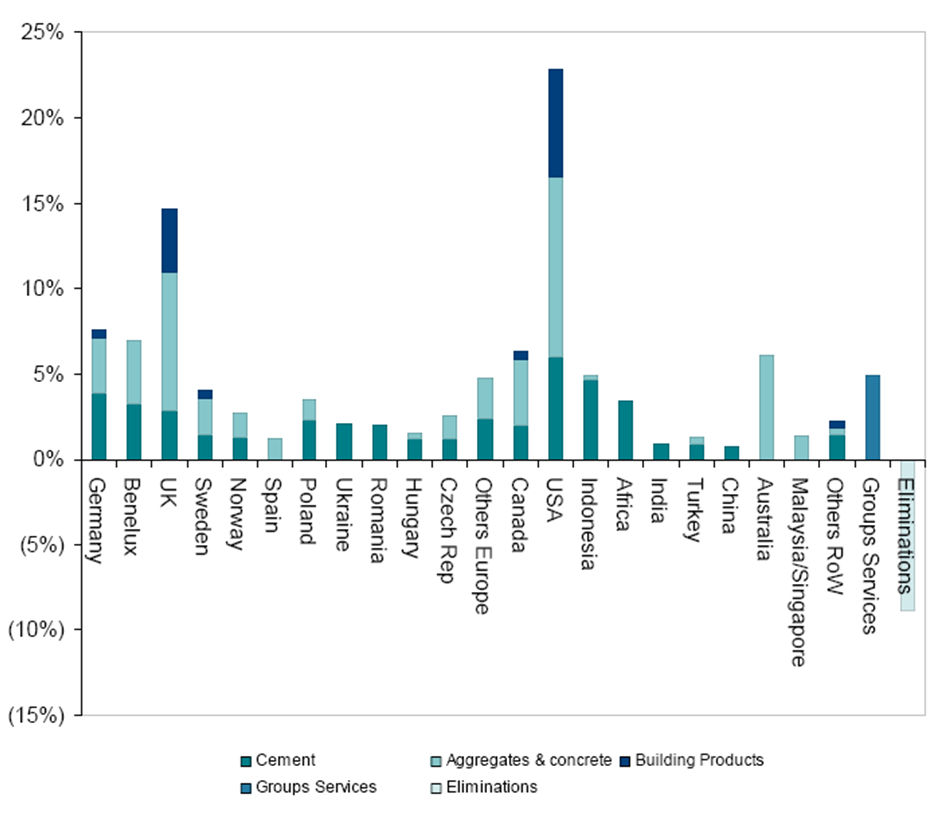 25%
20%
15%
10%
5%
0%
(5%)
(10%)
(15%)
Germany
Benelux
UK
Sweden
Norway
Spain
Poland
Ukraine
Romania
Hungary
Czech Rep
Others Europe
Canada
USA
Indonesia
Africa
India
Turkey
China
Australia
Malaysia/Singapore
Others RoW
Groups Services
Eliminations
Cement
Aggregates & concrete
Building Products
Groups Services
Eliminations